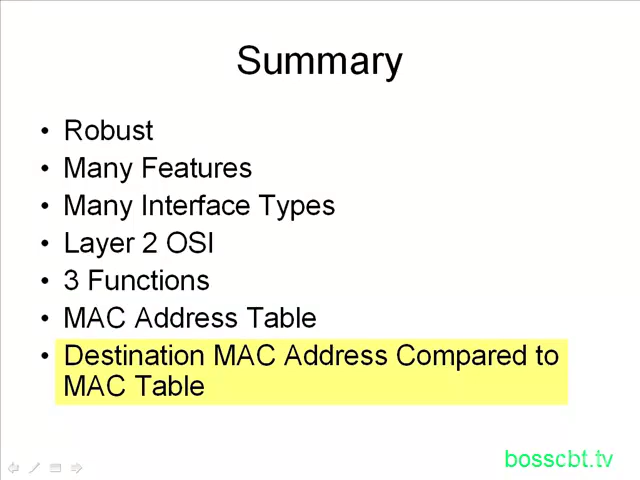 Summary
• Robust
• Many Features
• Many Interface Types
• Layer 2 OSI
• 3 Functions
• MAC Address Table
• Destination MAC Address Compared to
MAC Table
bosscbt.tv